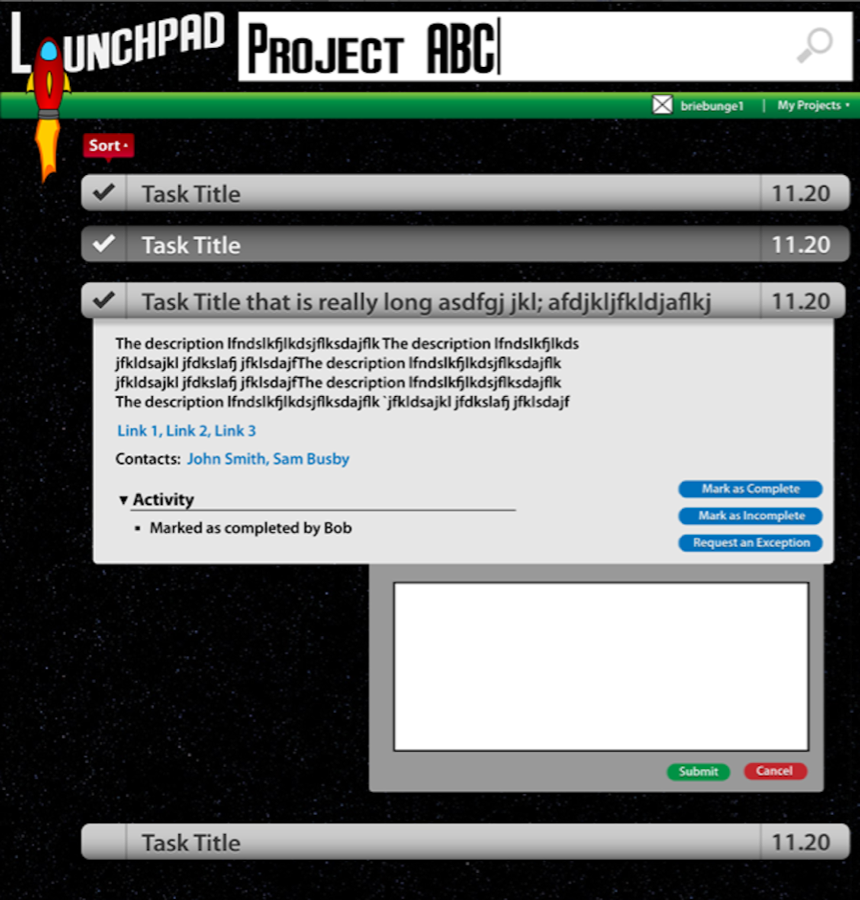 LAUNCHPAD
PROJECT ABC
briebunge1 | My Projects
Sort
Task Title 11.20
Task Title 11.20
Task Title that is really long asdfgj jkl; afdjkljfkldjaflkj 11.20
The description lfndslkfjlkdsjflksdajflk The description lfndslkfjlkds
jfkldsajkl jfdkslafj jfklsdajfThe description lfndslkfjlkdsjflksdajflk
jfkldsajkl jfdkslafj jfklsdajfThe description lfndslkfjlkdsjflksdajflk
The description lfndslkfjlkdsjflksdajflk `jfkldsajkl jfdkslafj jfklsdajf
Link 1, Link 2, Link 3
Contacts: John Smith, Sam Busby
Mark as Complete
▼ Activity
Mark as Incomplete
▪ Marked as completed by Bob
Request an Exception
Submit Cancel
Task Title 11.20